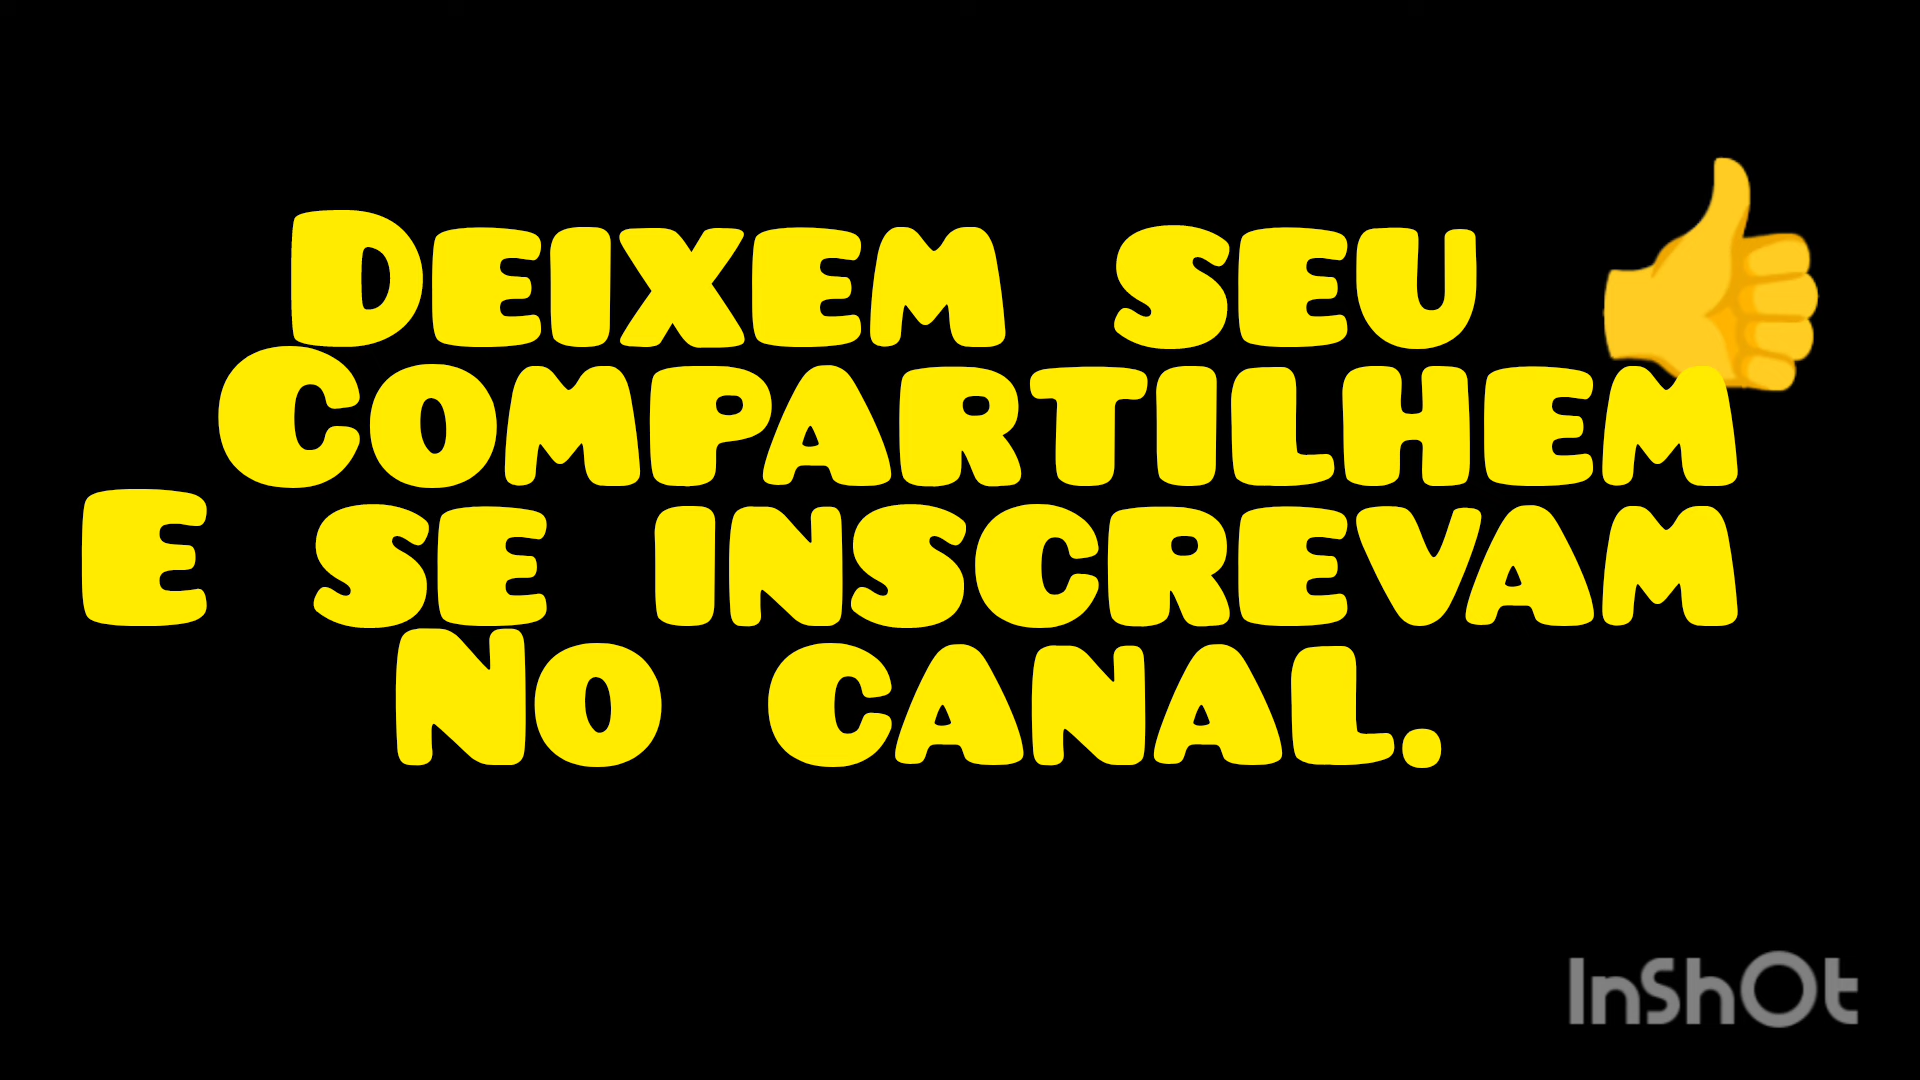 Deixem seu 👍
Compartilhem
E se inscrevam
No canal.
InShOt